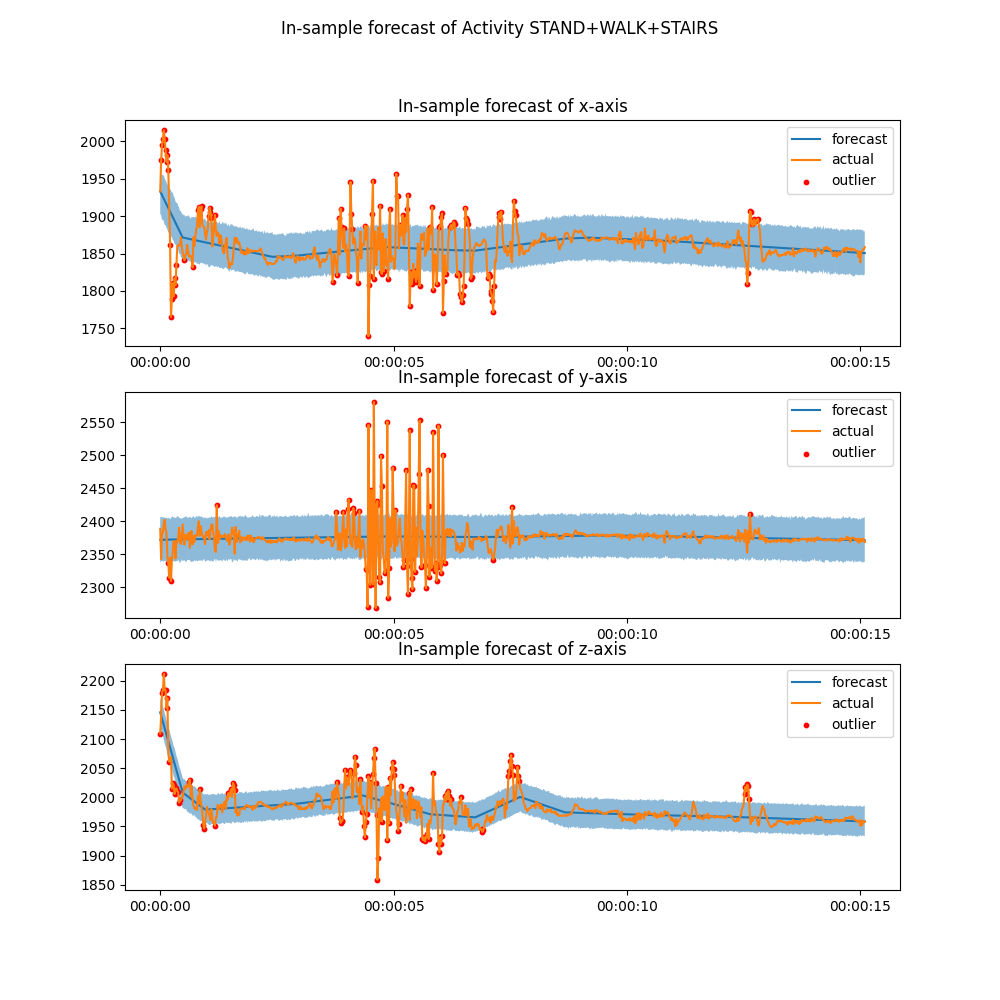 In-sample forecast of Activity STAND+WALK+STAIRS
In-sample forecast of x-axis
2000
1950
1900
1850
1800
1750
forecast
actual
outlier
00:00:00 00:00:05 00:00:10 00:00:15
In-sample forecast of y-axis
2550
2500
2450
2400
2350
2300
forecast
actual
outlier
00:00:00 00:00:05 00:00:10 00:00:15
In-sample forecast of z-axis
2200
2150
2100
2050
2000
1950
1900
1850
forecast
actual
outlier
00:00:00 00:00:05 00:00:10 00:00:15